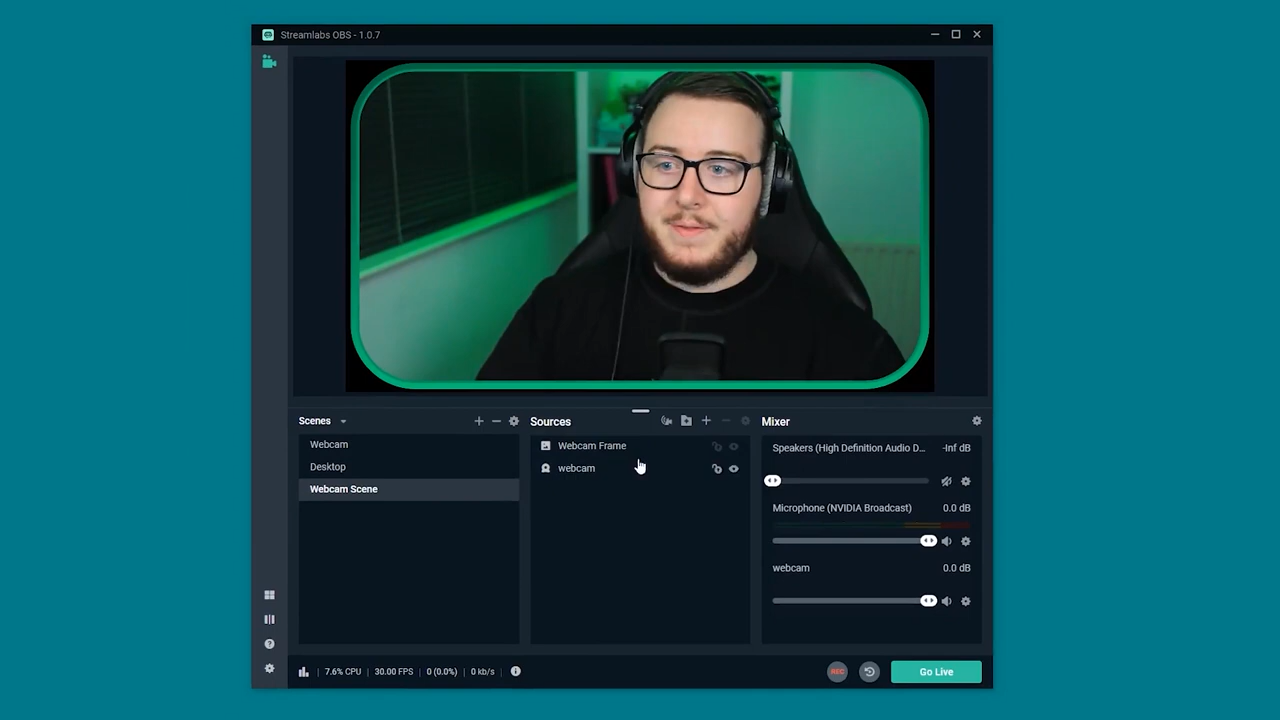 Streamlabs OBS - 1.0.7
Scenes
Webcam
Desktop
Webcam Scene
Sources
Webcam Frame
webcam
Mixer
Speakers (High Definition Audio D... -Inf dB
Microphone (NVIDIA Broadcast) 0.0 dB
webcam 0.0 dB
7.6% CPU 30.00 FPS 0 (0.0%) 0 kb/s
REC
Go Live